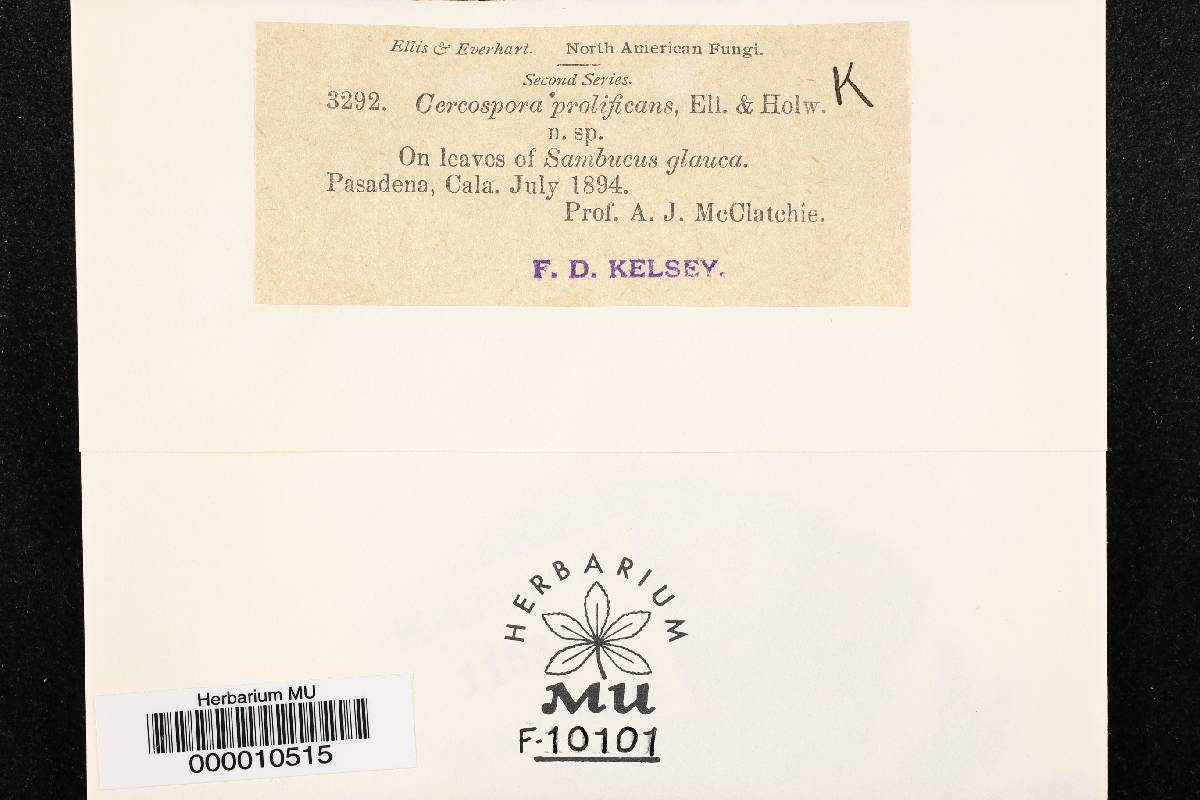 Ellis & Everhart. North American Fungi.
Second Series.
3292. Cercospora prolificans, Ell. & Holw. K
n. sp.
On leaves of Sambucus glauca.
Pasadena, Cala. July 1894.
Prof. A. J. McClatchie.
F. D. KELSEY.
HERBARIUM
MU
F-10101
Herbarium MU
000010515